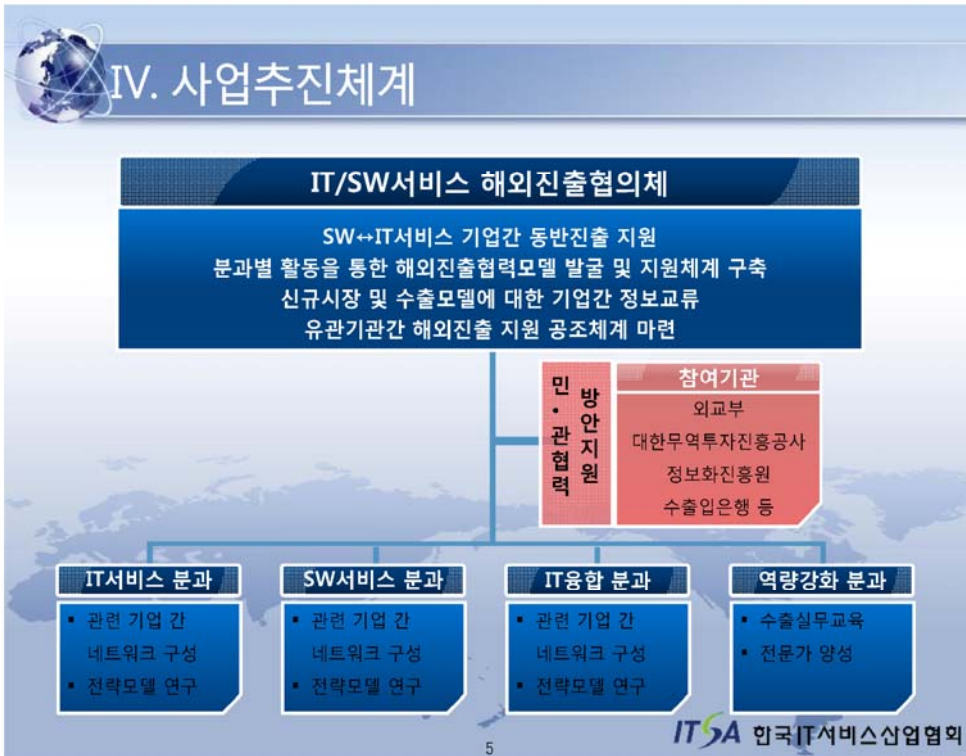 IV. 사업추진체계
IT/SW서비스 해외진출협의체
SW↔IT서비스 기업간 동반진출 지원
분과별 활동을 통한 해외진출협력모델 발굴 및 지원체계 구축
신규시장 및 수출모델에 대한 기업간 정보교류
유관기관간 해외진출 지원 공조체계 마련
민·관협력
방안지원
참여기관
외교부
대한무역투자진흥공사
정보화진흥원
수출입은행 등
IT서비스 분과
▪ 관련 기업 간
네트워크 구성
▪ 전략모델 연구
SW서비스 분과
▪ 관련 기업 간
네트워크 구성
▪ 전략모델 연구
IT융합 분과
▪ 관련 기업 간
네트워크 구성
▪ 전략모델 연구
역량강화 분과
▪ 수출실무교육
▪ 전문가 양성
5
ITSA 한국IT서비스산업협회